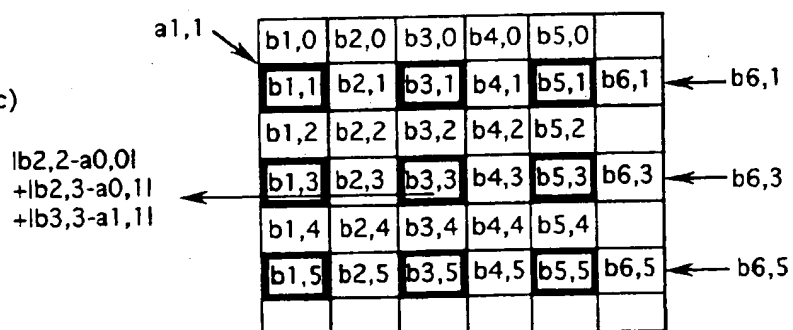 a1,1
b1,0 b2,0 b3,0 b4,0 b5,0
b1,1 b2,1 b3,1 b4,1 b5,1 b6,1 b6,1
c)
b1,2 b2,2 b3,2 b4,2 b5,2
|b2,2-a0,0|
+|b2,3-a0,1|
+|b3,3-a1,1|
b1,3 b2,3 b3,3 b4,3 b5,3 b6,3 b6,3
b1,4 b2,4 b3,4 b4,4 b5,4
b1,5 b2,5 b3,5 b4,5 b5,5 b6,5 b6,5